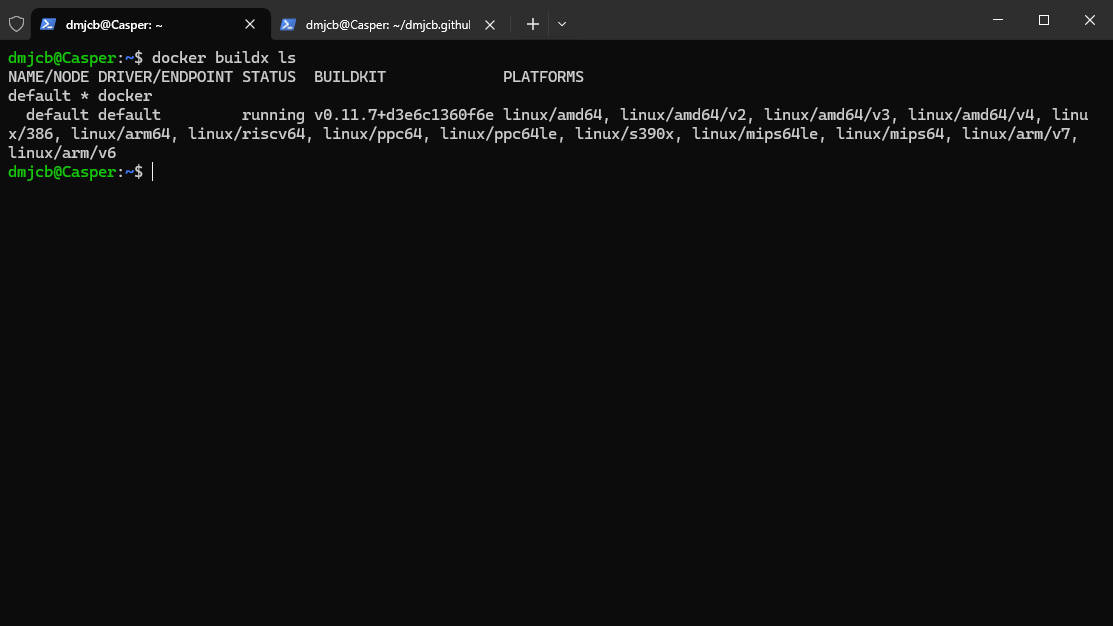 dmjcb@Casper: ~
dmjcb@Casper: ~/dmjcb.githul
dmjcb@Casper:~$ docker buildx ls
NAME/NODE DRIVER/ENDPOINT STATUS  BUILDKIT             PLATFORMS
default * docker
  default default         running v0.11.7+d3e6c1360f6e linux/amd64, linux/amd64/v2, linux/amd64/v3, linux/amd64/v4, linu
x/386, linux/arm64, linux/riscv64, linux/ppc64, linux/ppc64le, linux/s390x, linux/mips64le, linux/mips64, linux/arm/v7,
linux/arm/v6
dmjcb@Casper:~$